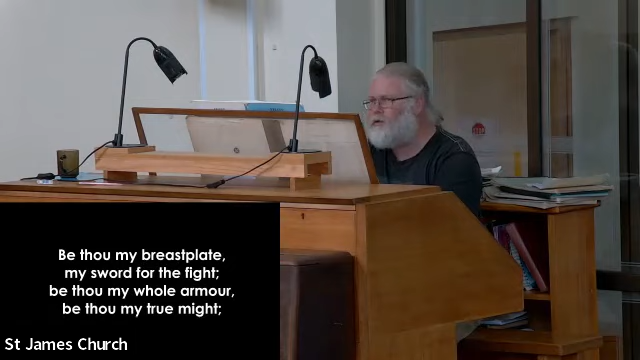 Be thou my breastplate,
my sword for the fight;
be thou my whole armour,
be thou my true might;
St James Church